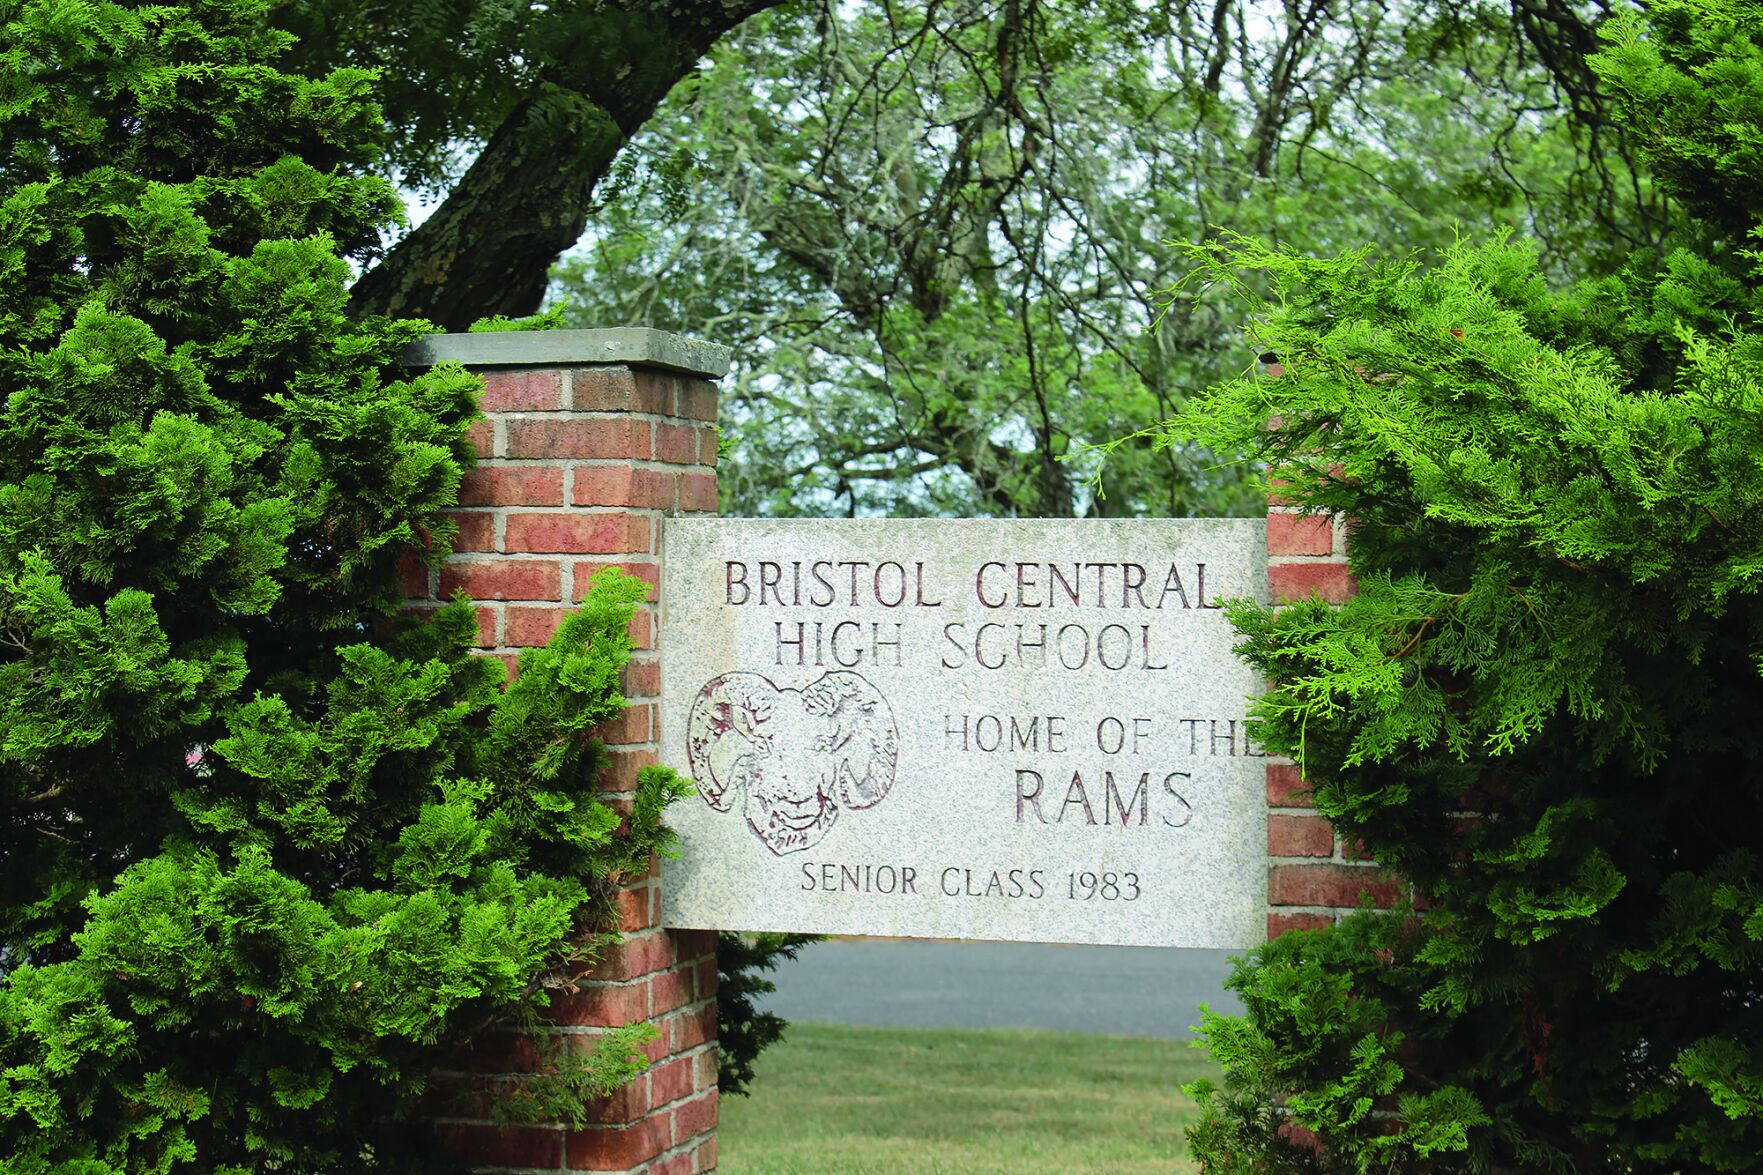 BRISTOL CENTRAL
HIGH SCHOOL
HOME OF THE
RAMS
SENIOR CLASS 1983